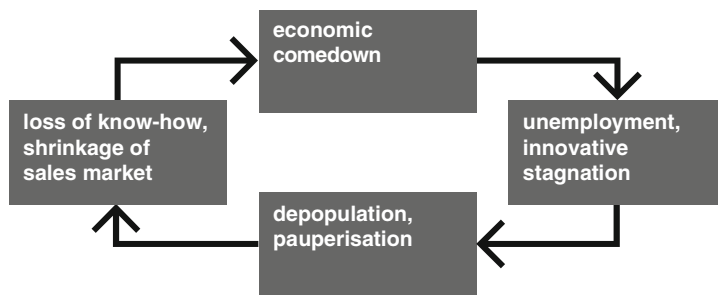 economic
comedown
unemployment,
innovative
stagnation
depopulation,
pauperisation
loss of know-how,
shrinkage of
sales market